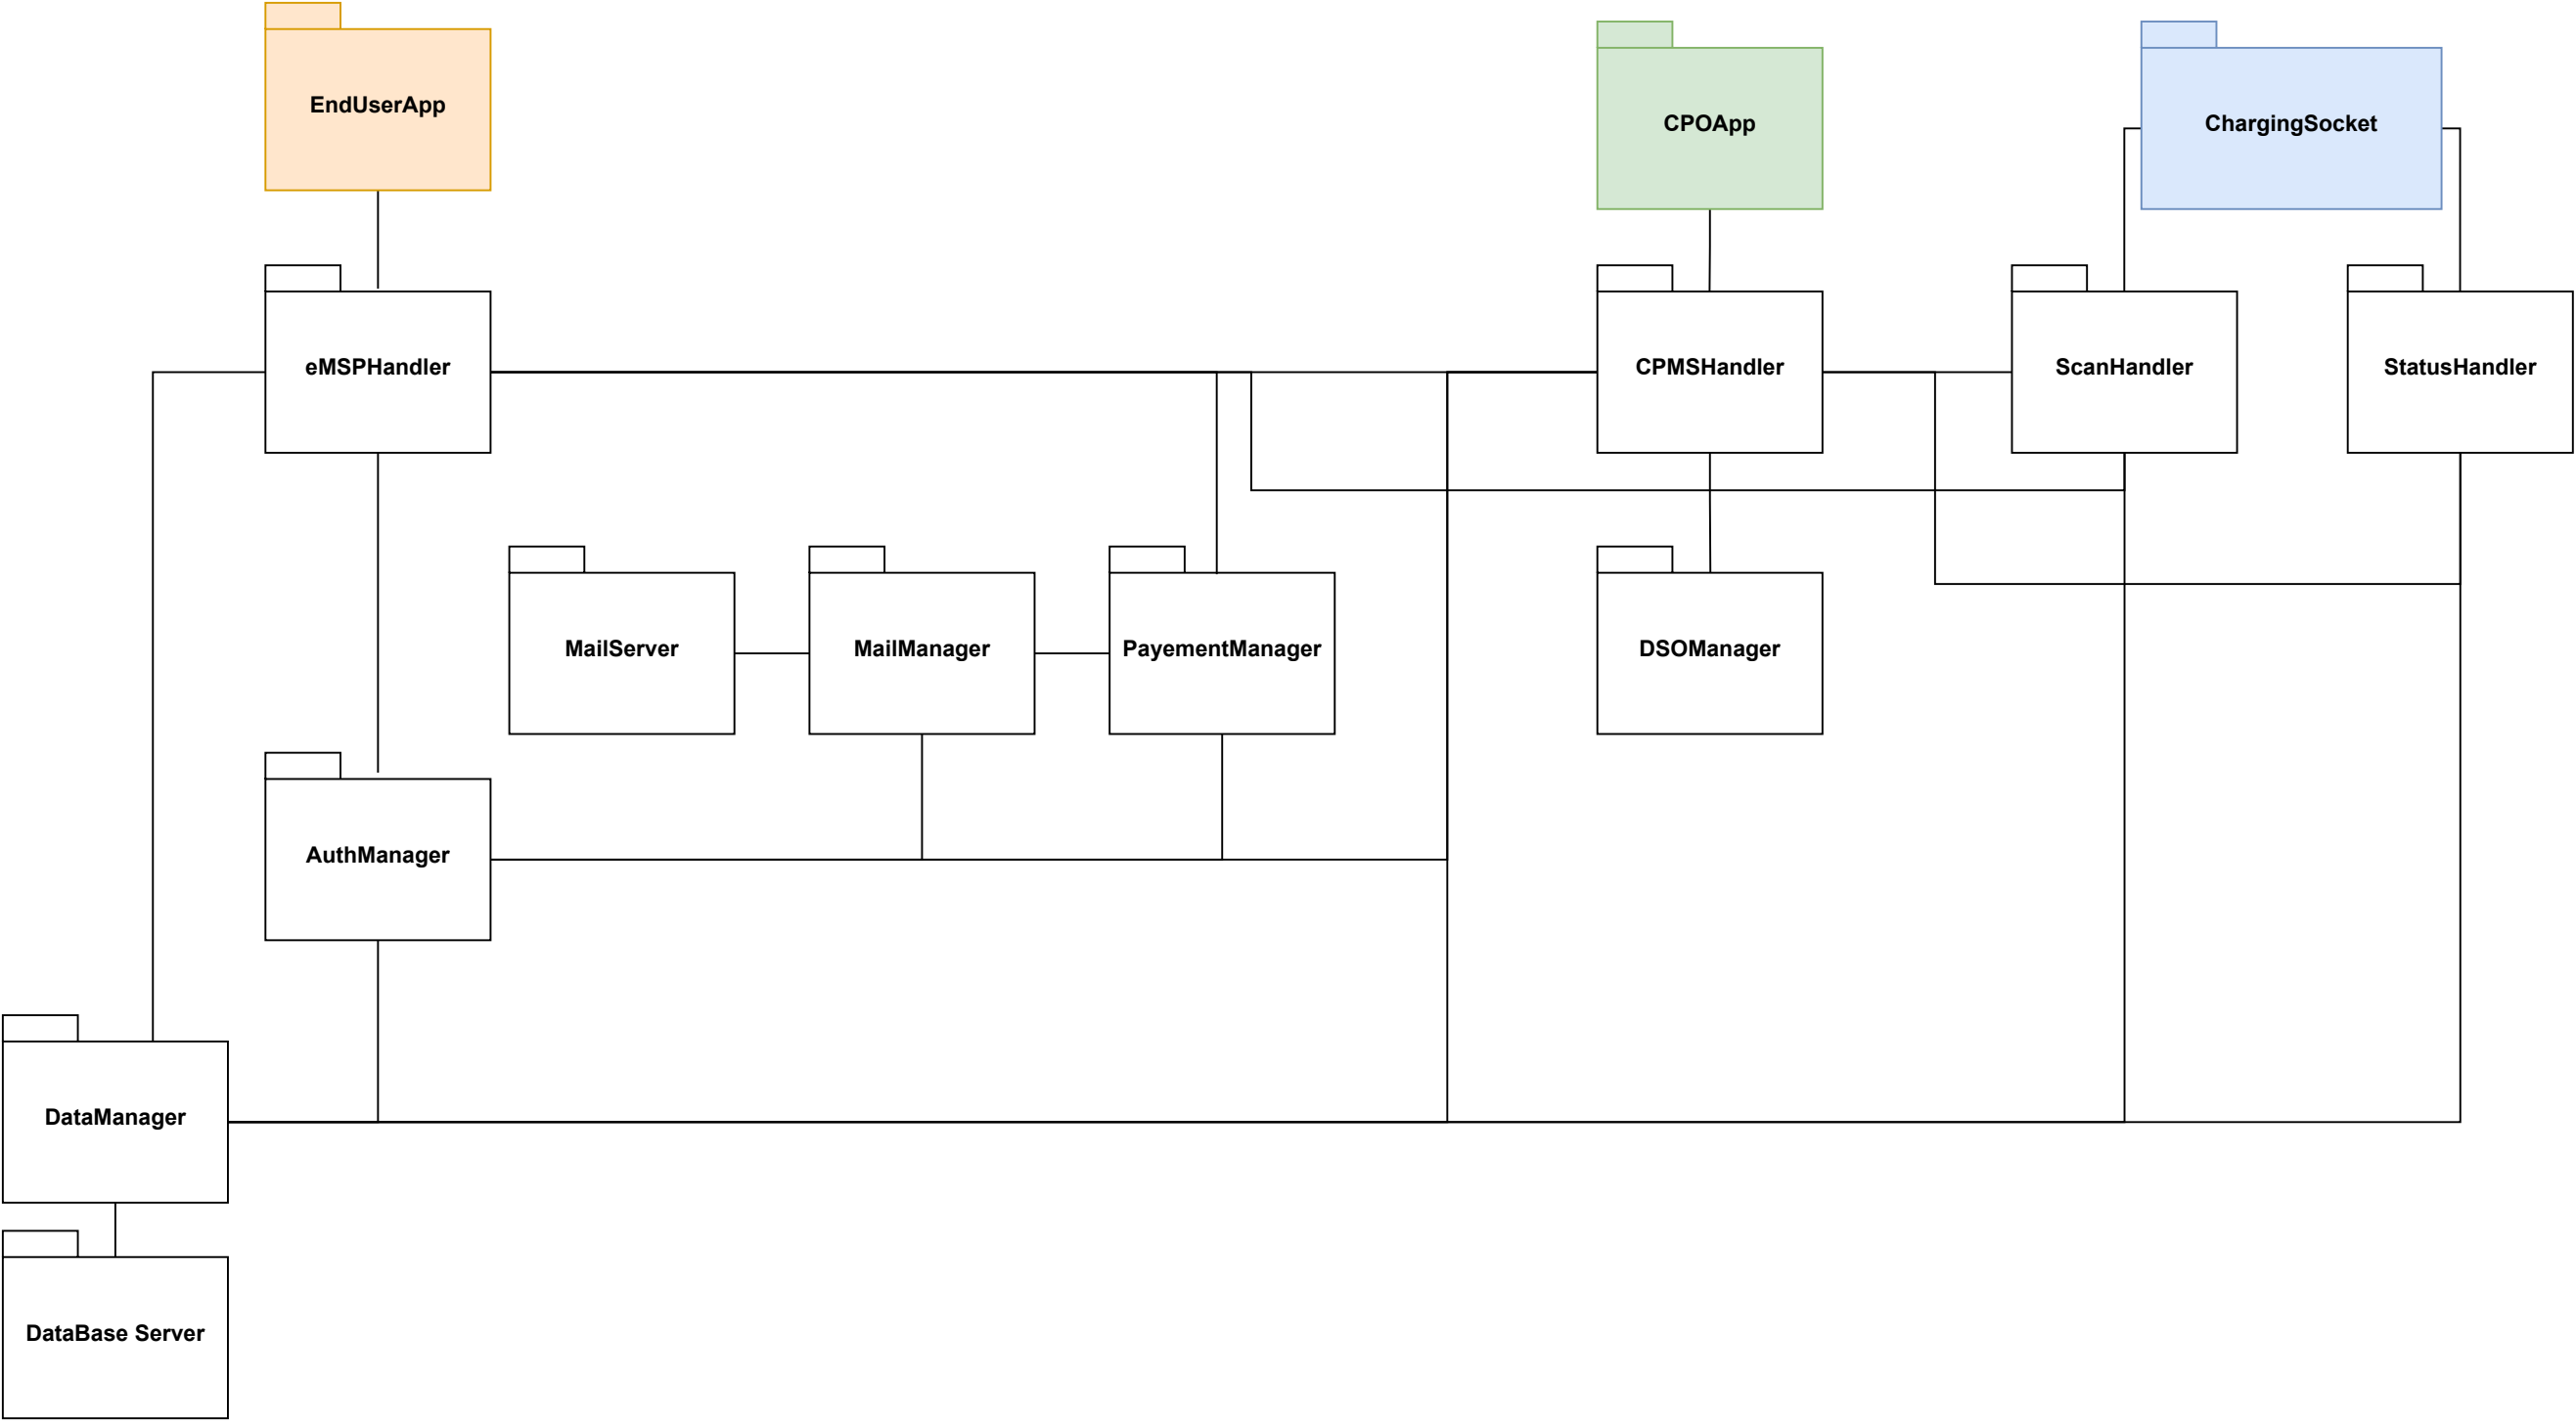 EndUserApp
CPOApp
ChargingSocket
eMSPHandler
CPMSHandler
ScanHandler
StatusHandler
MailServer
MailManager
PayementManager
DSOManager
AuthManager
DataManager
DataBase Server